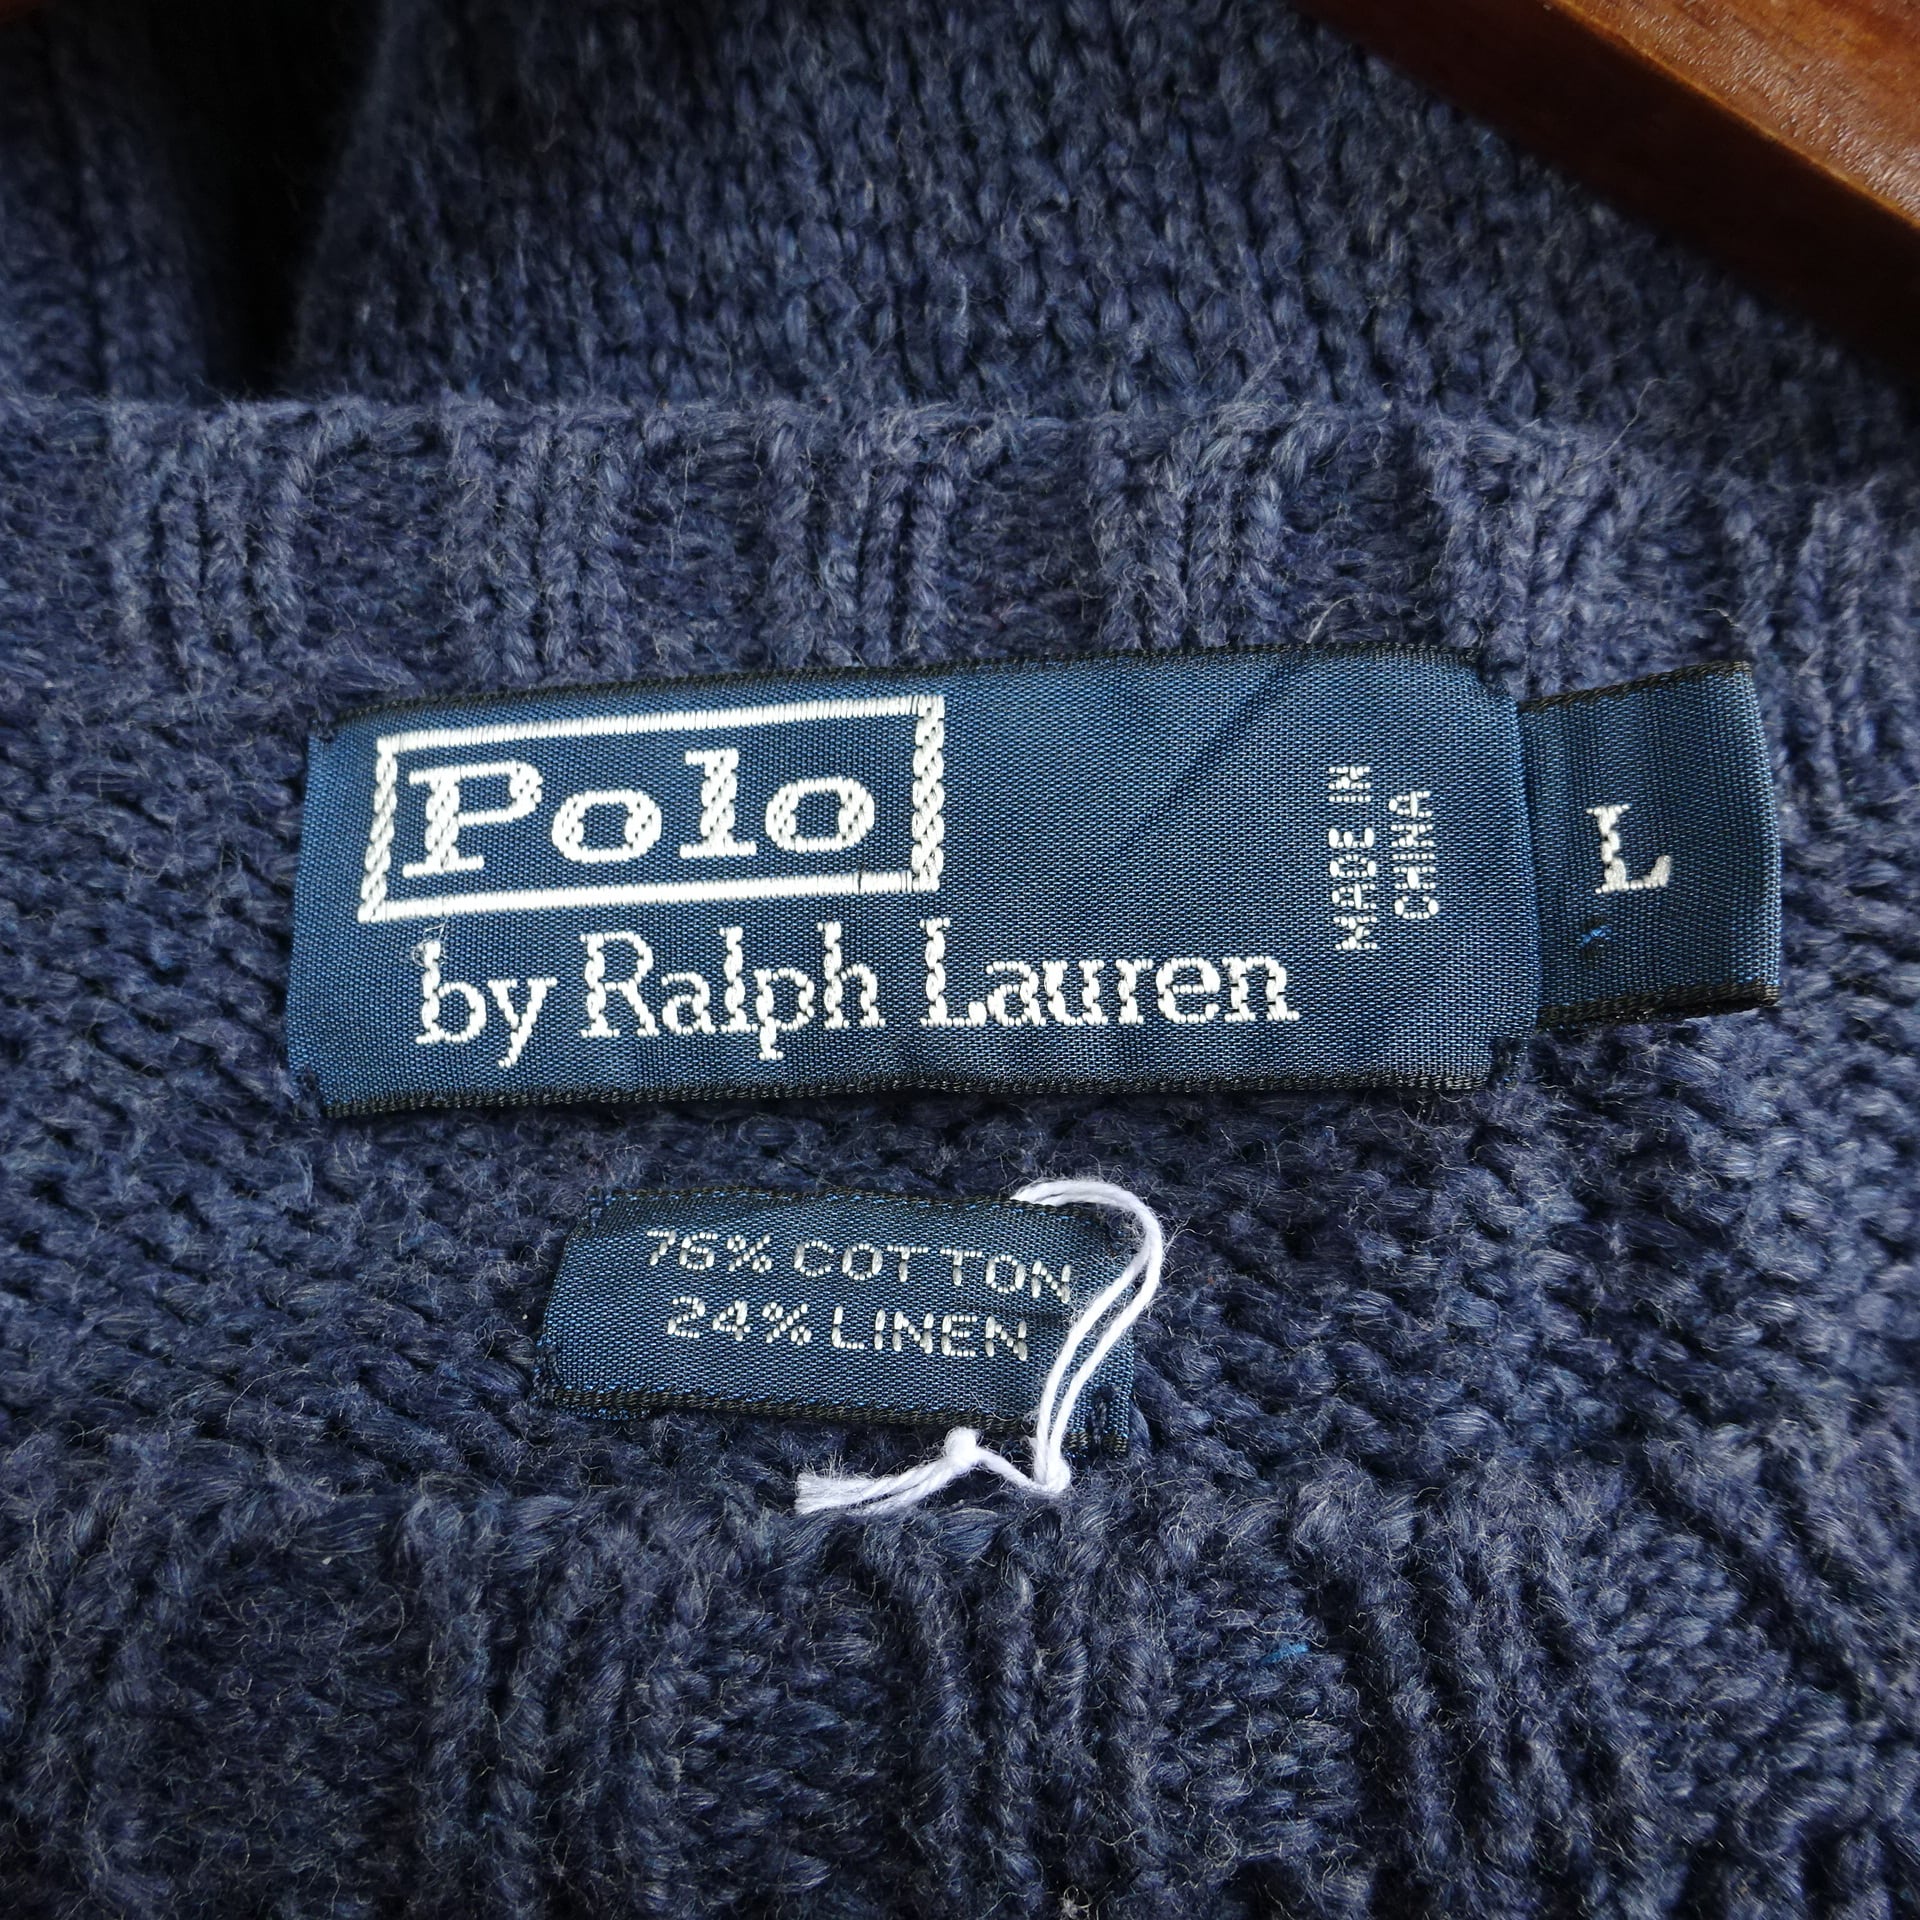 Polo
by Ralph Lauren
MADE IN
CHINA
L
76% COTTON
24% LINEN